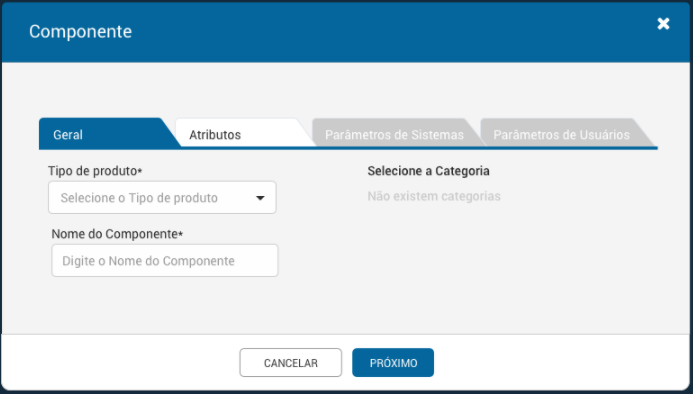 Componente
Geral
Atributos
Parâmetros de Sistemas
Parâmetros de Usuários
Tipo de produto*
Selecione o Tipo de produto
Nome do Componente*
Digite o Nome do Componente
Selecione a Categoria
Não existem categorias
CANCELAR
PRÓXIMO